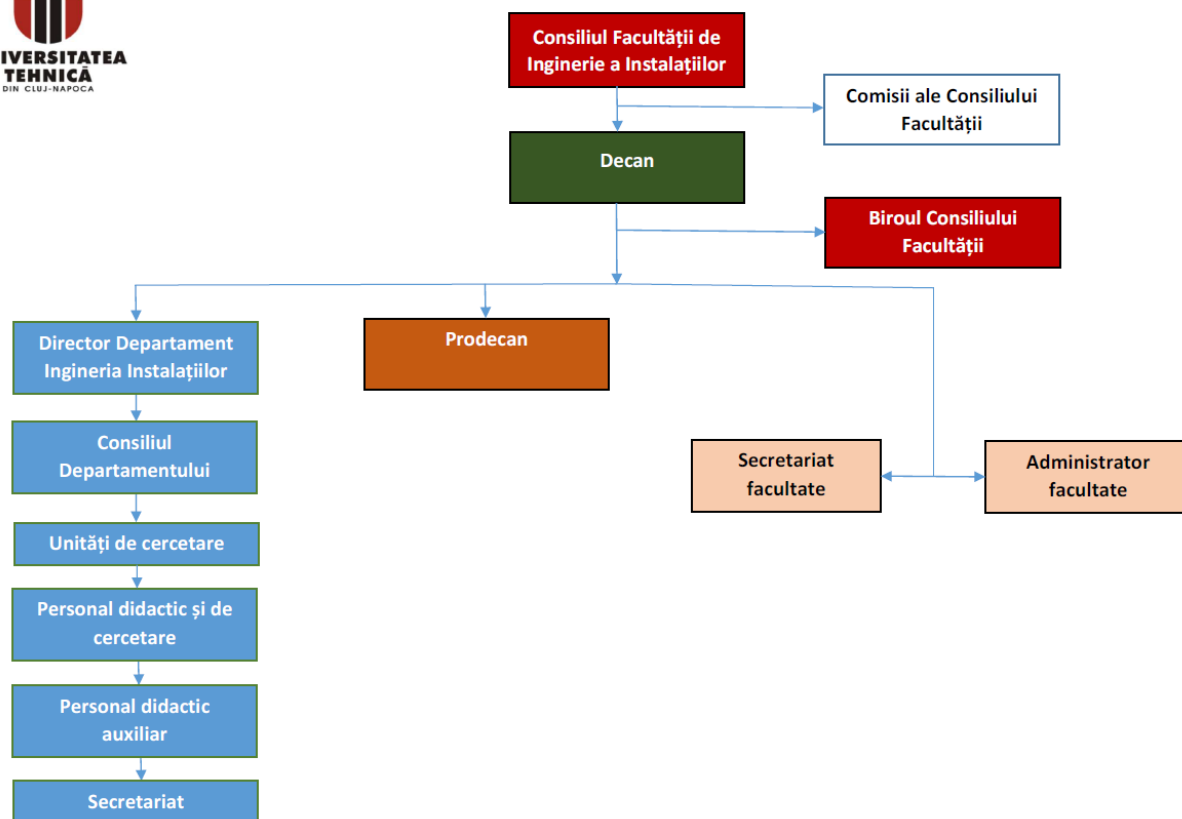 IVERSITATEA
TEHNICĂ
DIN CLUJ-NAPOCA
Consiliul Facultății de
Inginerie a Instalațiilor
Comisii ale Consiliului
Facultății
Decan
Biroul Consiliului
Facultății
Director Departament
Ingineria Instalațiilor
Prodecan
Consiliul
Departamentului
Secretariat
facultate
Administrator
facultate
Unități de cercetare
Personal didactic și de
cercetare
Personal didactic
auxiliar
Secretariat